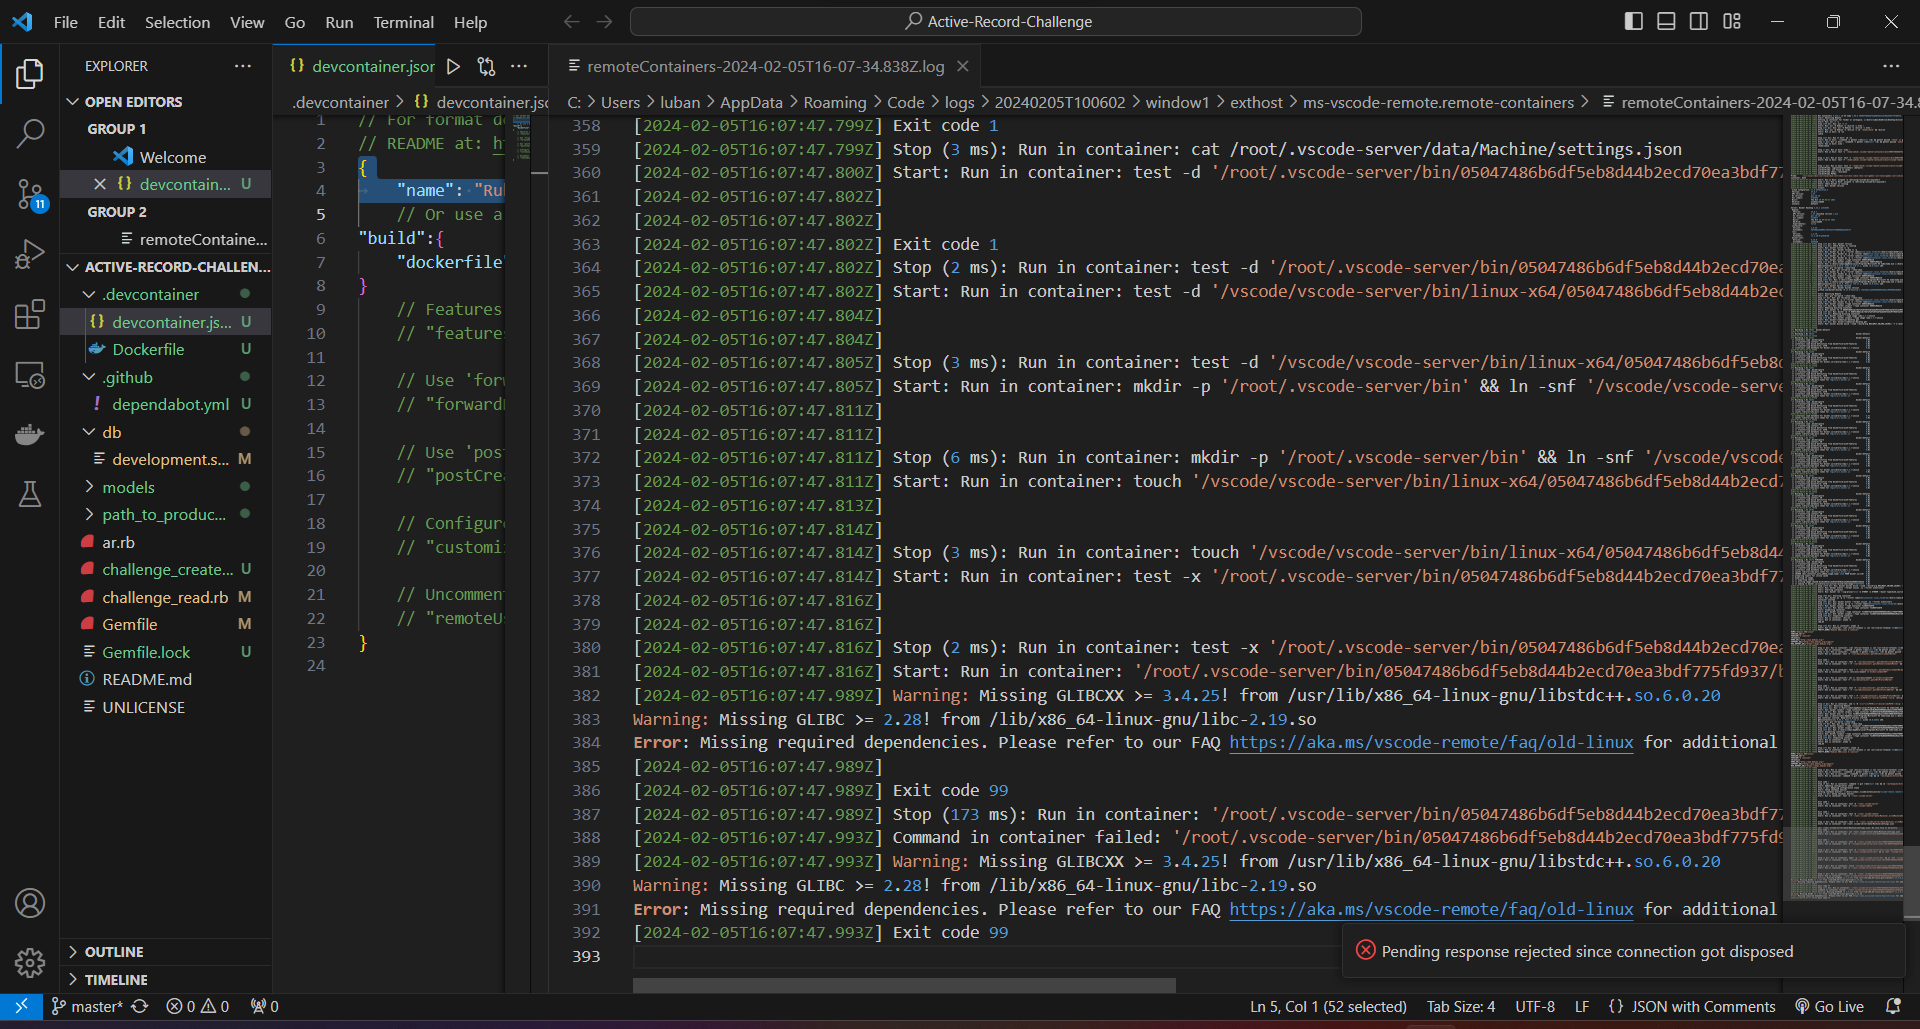 File Edit Selection View Go Run Terminal Help
Active-Record-Challenge
EXPLORER
OPEN EDITORS
GROUP 1
Welcome
devcontain... U
GROUP 2
remoteContaine...
ACTIVE-RECORD-CHALLEN...
.devcontainer
devcontainer.js... U
Dockerfile U
.github
dependabot.yml U
db
development.s... M
models
path_to_produc...
ar.rb
challenge_create... U
challenge_read.rb M
Gemfile M
Gemfile.lock U
README.md
UNLICENSE
OUTLINE
TIMELINE
11
devcontainer.json
.devcontainer > {} devcontainer.jsc
1 // For format de
2 // README at: ht
3 {
4 "name": "Rub
5 // Or use a
6 "build":{
7 "dockerfile"
8 }
9 // Features
10 // "features
11
12 // Use 'forw
13 // "forward
14
15 // Use 'post
16 // "postCrea
17
18 // Configure
19 // "customiz
20
21 // Uncomment
22 // "remoteUs
23 }
24
remoteContainers-2024-02-05T16-07-34.838Z.log
C: > Users > luban > AppData > Roaming > Code > logs > 20240205T100602 > window1 > exthost > ms-vscode-remote.remote-containers > remoteContainers-2024-02-05T16-07-34.8
358 [2024-02-05T16:07:47.799Z] Exit code 1
359 [2024-02-05T16:07:47.799Z] Stop (3 ms): Run in container: cat /root/.vscode-server/data/Machine/settings.json
360 [2024-02-05T16:07:47.800Z] Start: Run in container: test -d '/root/.vscode-server/bin/05047486b6df5eb8d44b2ecd70ea3bdf77
361 [2024-02-05T16:07:47.802Z]
362 [2024-02-05T16:07:47.802Z]
363 [2024-02-05T16:07:47.802Z] Exit code 1
364 [2024-02-05T16:07:47.802Z] Stop (2 ms): Run in container: test -d '/root/.vscode-server/bin/05047486b6df5eb8d44b2ecd70ea
365 [2024-02-05T16:07:47.802Z] Start: Run in container: test -d '/vscode/vscode-server/bin/linux-x64/05047486b6df5eb8d44b2ec
366 [2024-02-05T16:07:47.804Z]
367 [2024-02-05T16:07:47.804Z]
368 [2024-02-05T16:07:47.805Z] Stop (3 ms): Run in container: test -d '/vscode/vscode-server/bin/linux-x64/05047486b6df5eb8d
369 [2024-02-05T16:07:47.805Z] Start: Run in container: mkdir -p '/root/.vscode-server/bin' && ln -snf '/vscode/vscode-serve
370 [2024-02-05T16:07:47.811Z]
371 [2024-02-05T16:07:47.811Z]
372 [2024-02-05T16:07:47.811Z] Stop (6 ms): Run in container: mkdir -p '/root/.vscode-server/bin' && ln -snf '/vscode/vscode
373 [2024-02-05T16:07:47.811Z] Start: Run in container: touch '/vscode/vscode-server/bin/linux-x64/05047486b6df5eb8d44b2ecd7
374 [2024-02-05T16:07:47.813Z]
375 [2024-02-05T16:07:47.814Z]
376 [2024-02-05T16:07:47.814Z] Stop (3 ms): Run in container: touch '/vscode/vscode-server/bin/linux-x64/05047486b6df5eb8d44
377 [2024-02-05T16:07:47.814Z] Start: Run in container: test -x '/root/.vscode-server/bin/05047486b6df5eb8d44b2ecd70ea3bdf77
378 [2024-02-05T16:07:47.816Z]
379 [2024-02-05T16:07:47.816Z]
380 [2024-02-05T16:07:47.816Z] Stop (2 ms): Run in container: test -x '/root/.vscode-server/bin/05047486b6df5eb8d44b2ecd70ea
381 [2024-02-05T16:07:47.816Z] Start: Run in container: '/root/.vscode-server/bin/05047486b6df5eb8d44b2ecd70ea3bdf775fd937/b
382 [2024-02-05T16:07:47.989Z] Warning: Missing GLIBCXX >= 3.4.25! from /usr/lib/x86_64-linux-gnu/libstdc++.so.6.0.20
383 Warning: Missing GLIBC >= 2.28! from /lib/x86_64-linux-gnu/libc-2.19.so
384 Error: Missing required dependencies. Please refer to our FAQ https://aka.ms/vscode-remote/faq/old-linux for additional
385 [2024-02-05T16:07:47.989Z]
386 [2024-02-05T16:07:47.989Z] Exit code 99
387 [2024-02-05T16:07:47.989Z] Stop (173 ms): Run in container: '/root/.vscode-server/bin/05047486b6df5eb8d44b2ecd70ea3bdf77
388 [2024-02-05T16:07:47.993Z] Command in container failed: '/root/.vscode-server/bin/05047486b6df5eb8d44b2ecd70ea3bdf775fd9
389 [2024-02-05T16:07:47.993Z] Warning: Missing GLIBCXX >= 3.4.25! from /usr/lib/x86_64-linux-gnu/libstdc++.so.6.0.20
390 Warning: Missing GLIBC >= 2.28! from /lib/x86_64-linux-gnu/libc-2.19.so
391 Error: Missing required dependencies. Please refer to our FAQ https://aka.ms/vscode-remote/faq/old-linux for additional
392 [2024-02-05T16:07:47.993Z] Exit code 99
393
Pending response rejected since connection got disposed
master* 0 0 0 Ln 5, Col 1 (52 selected) Tab Size: 4 UTF-8 LF {} JSON with Comments Go Live